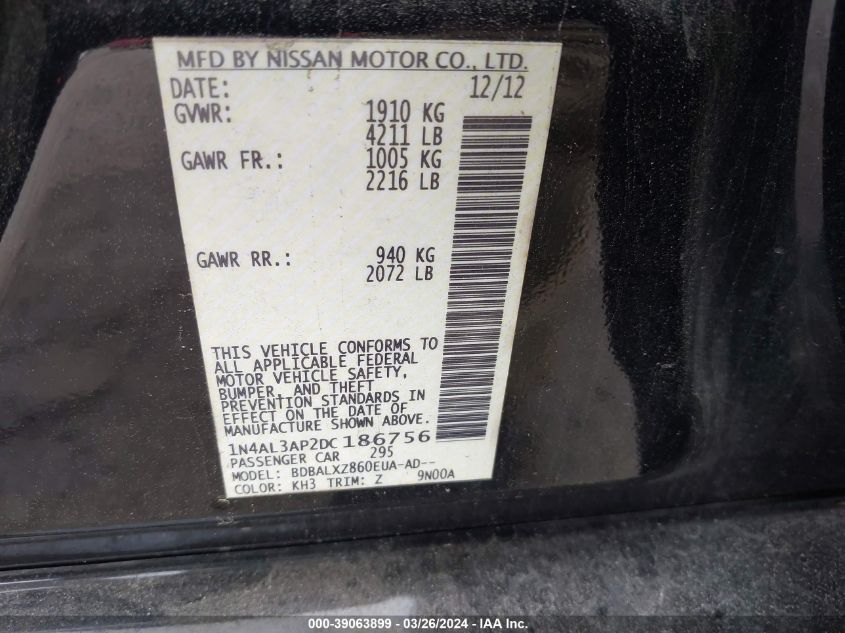 MFD BY NISSAN MOTOR CO., LTD.
DATE: 12/12
GVWR: 1910 KG
4211 LB
GAWR FR.: 1005 KG
2216 LB
GAWR RR.: 940 KG
2072 LB
THIS VEHICLE CONFORMS TO
ALL APPLICABLE FEDERAL
MOTOR VEHICLE SAFETY,
BUMPER, AND THEFT
PREVENTION STANDARDS IN
EFFECT ON THE DATE OF
MANUFACTURE SHOWN ABOVE.
1N4AL3AP2DC186756
PASSENGER CAR 295
MODEL: BDBALXZ860EUA-AD--
COLOR: KH3 TRIM: Z 9N00A
000-39063899 / 03/26/2024 / © IAA, Inc.